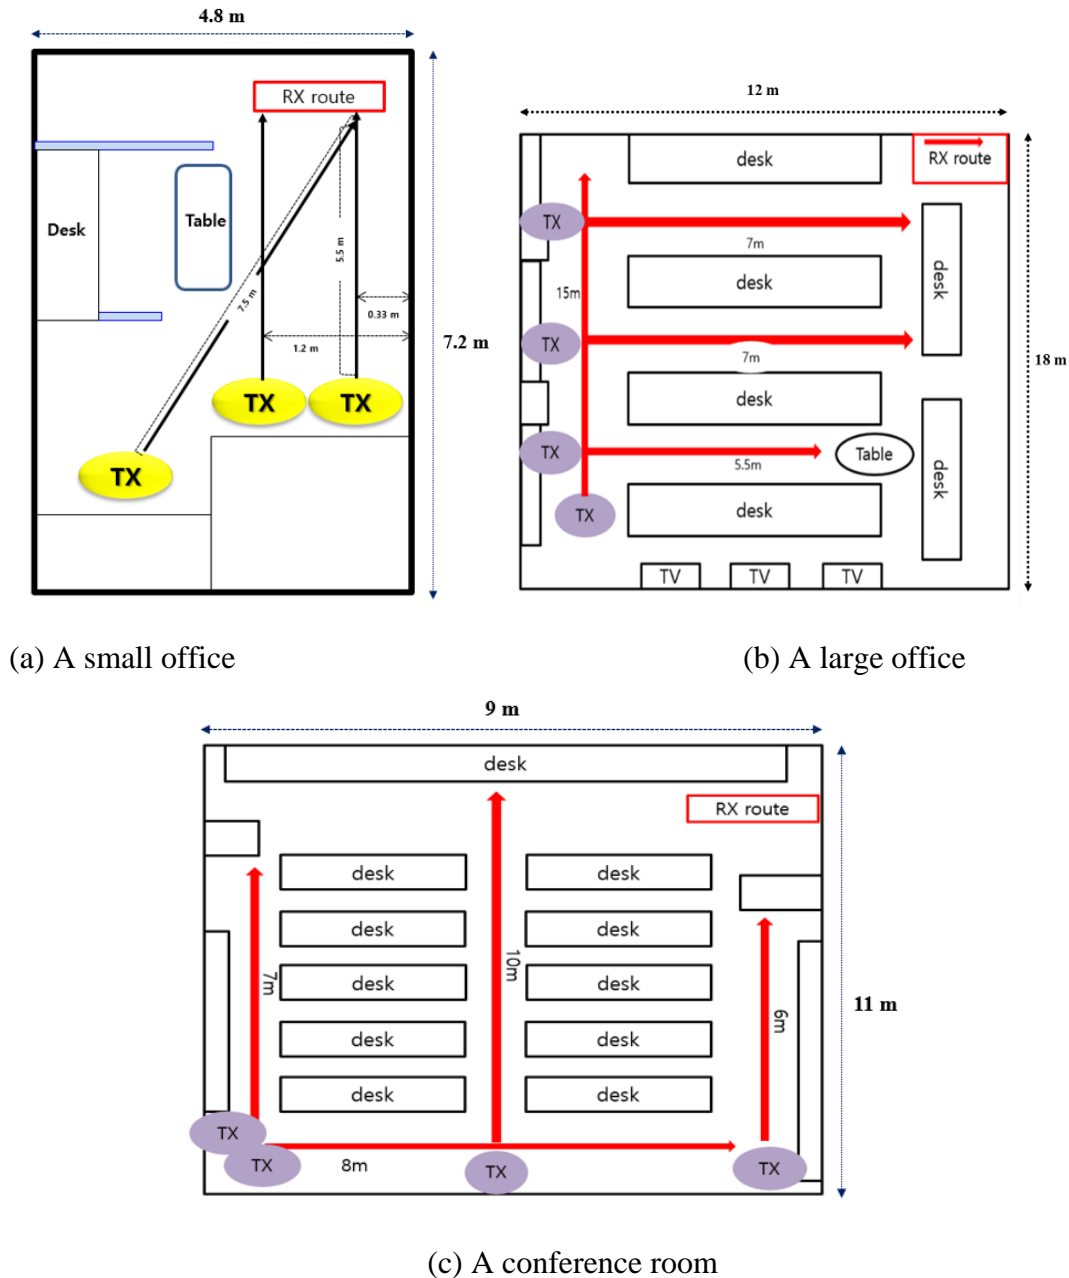 4.8 m
RX route
Desk
Table
5.5 m
7.5 m
0.33 m
1.2 m
7.2 m
TX
TX
TX
(a) A small office
12 m
desk
RX route
TX
7m
desk
desk
15m
TX
7m
18 m
desk
TX
5.5m
Table
desk
desk
TX
TV
TV
TV
(b) A large office
9 m
desk
RX route
desk
desk
desk
desk
7m
10m
desk
desk
6m
11 m
desk
desk
desk
desk
TX
TX
8m
TX
TX
(c) A conference room